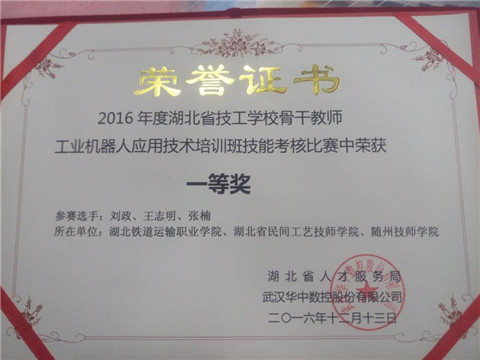 荣誉证书
2016年度湖北省技工学校骨干教师
工业机器人应用技术培训班技能考核比赛中荣获
一等奖
参赛选手：刘政、王志明、张楠
所在单位：湖北铁道运输职业学院、湖北省民间工艺技师学院、随州技师学院
湖北省人才服务局
武汉华中数控股份有限公司
二〇一六年十二月十三日